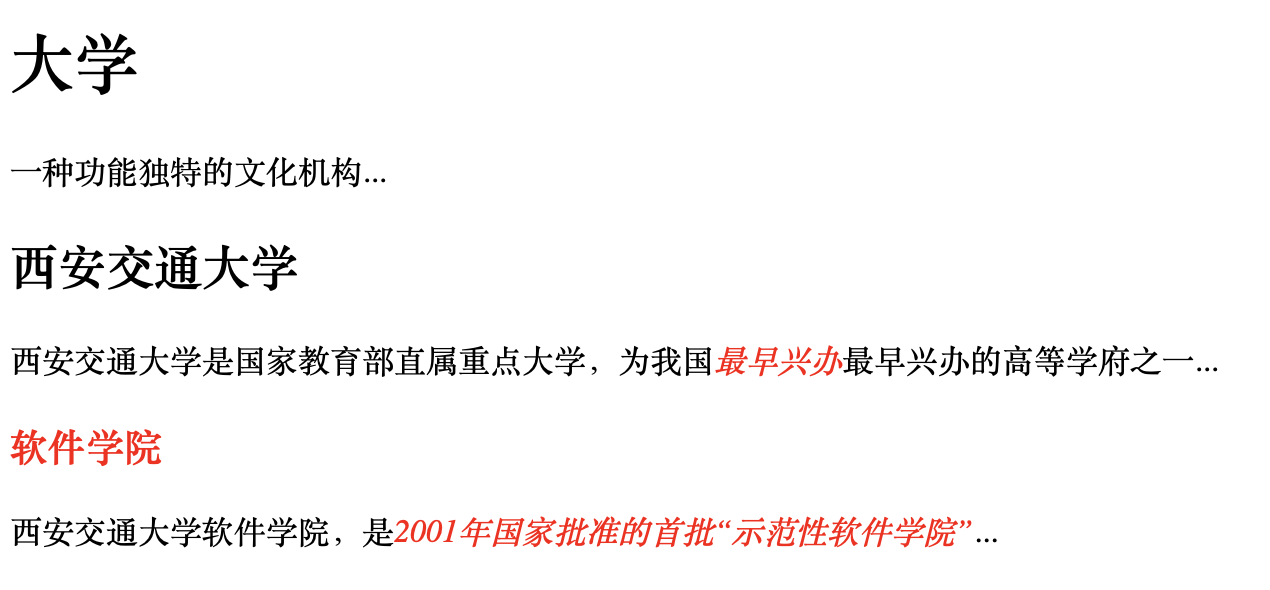 大学
一种功能独特的文化机构...
西安交通大学
西安交通大学是国家教育部直属重点大学，为我国最早兴办最早兴办的高等学府之一...
软件学院
西安交通大学软件学院，是2001年国家批准的首批“示范性软件学院”...